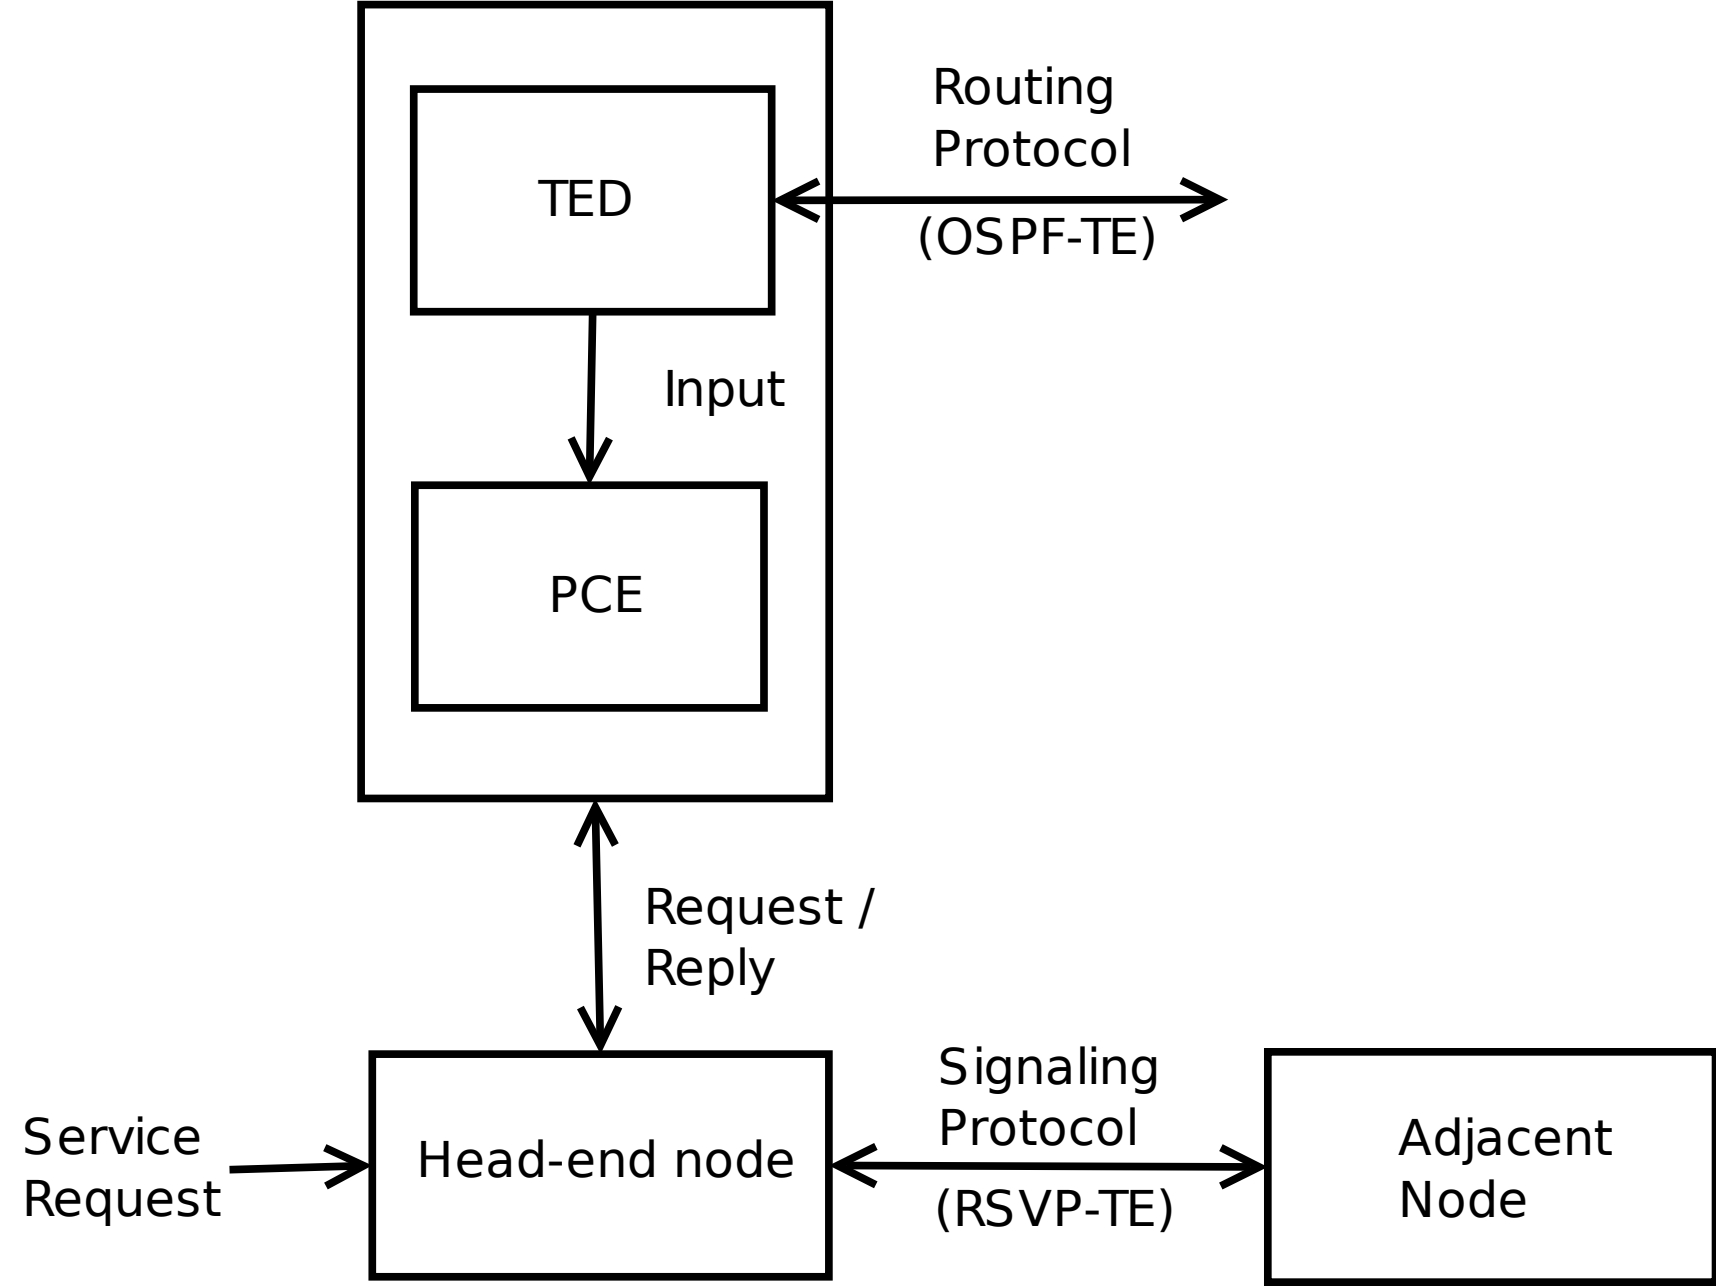 Routing
Protocol
TED
(OSPF-TE)
Input
PCE
Request /
Reply
Signaling
Protocol
Service
Request
Head-end node
(RSVP-TE)
Adjacent
Node